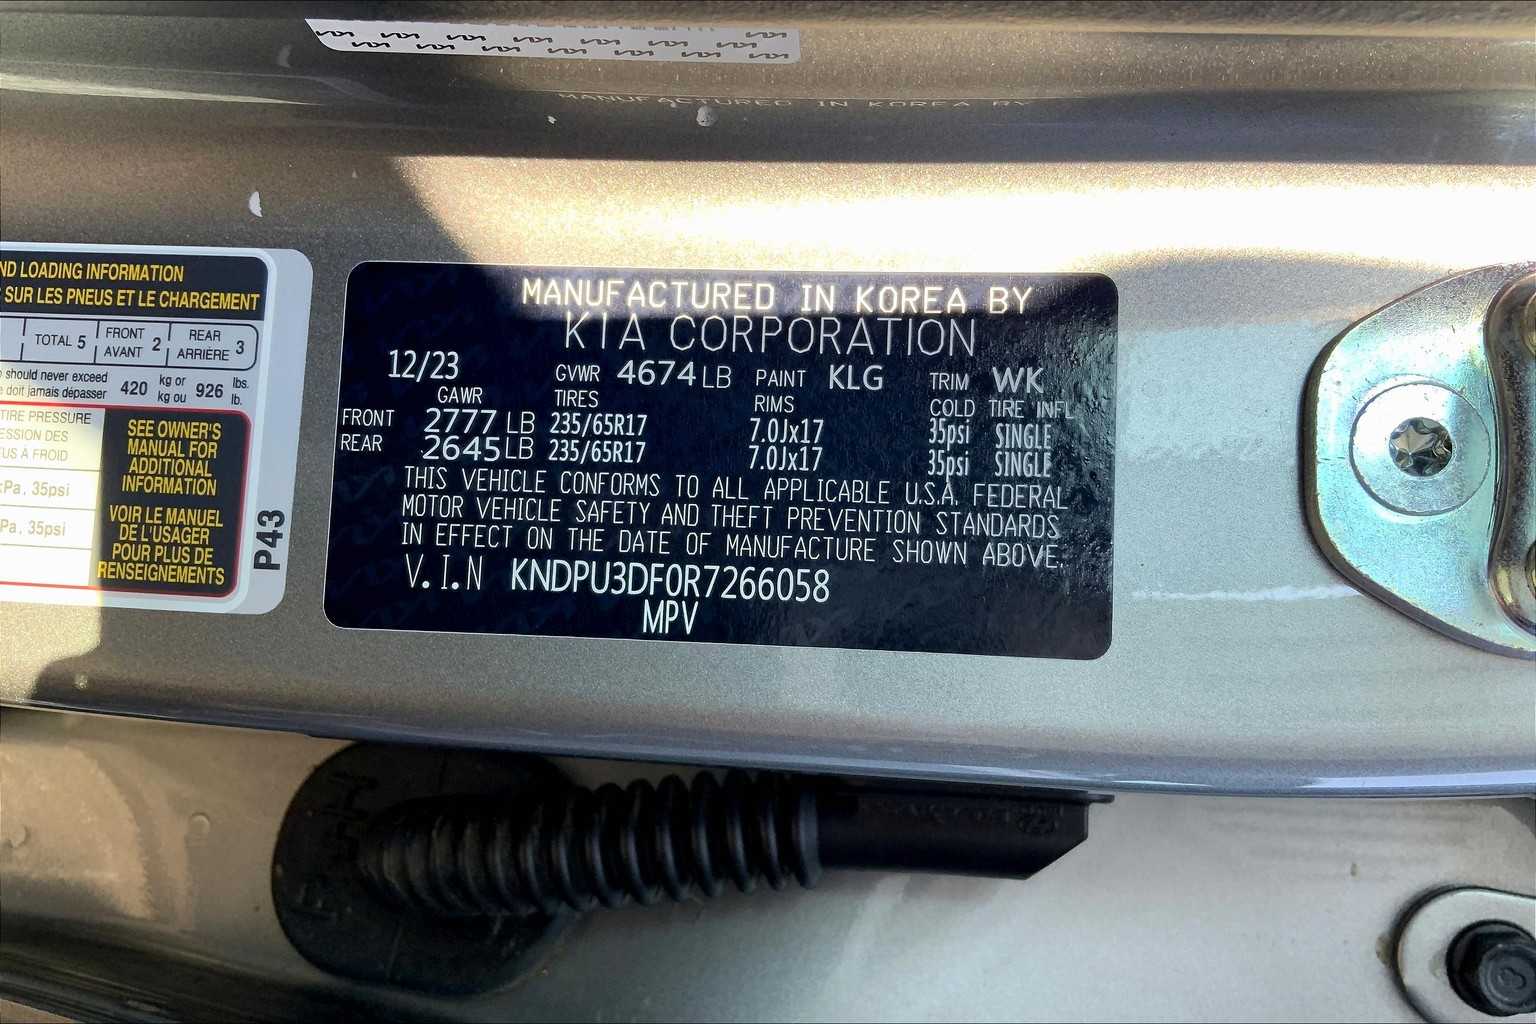 MANUFACTURED IN KOREA BY
ND LOADING INFORMATION
SUR LES PNEUS ET LE CHARGEMENT
TOTAL 5 FRONT AVANT 2 REAR ARRIÈRE 3
should never exceed
doit jamais dépasser
420 kg or kg ou 926 lbs. lb.
TIRE PRESSURE
ESSION DES
US À FROID
kPa, 35psi
Pa, 35psi
SEE OWNER'S
MANUAL FOR
ADDITIONAL
INFORMATION
VOIR LE MANUEL
DE L'USAGER
POUR PLUS DE
RENSEIGNEMENTS
P43
MANUFACTURED IN KOREA BY
KIA CORPORATION
12/23 GVWR 4674 LB PAINT KLG TRIM WK
GAWR TIRES RIMS COLD TIRE INFL
FRONT 2777 LB 235/65R17 7.0Jx17 35psi SINGLE
REAR 2645 LB 235/65R17 7.0Jx17 35psi SINGLE
THIS VEHICLE CONFORMS TO ALL APPLICABLE U.S.A. FEDERAL
MOTOR VEHICLE SAFETY AND THEFT PREVENTION STANDARDS
IN EFFECT ON THE DATE OF MANUFACTURE SHOWN ABOVE.
V.I.N KNDPU3DF0R7266058
MPV